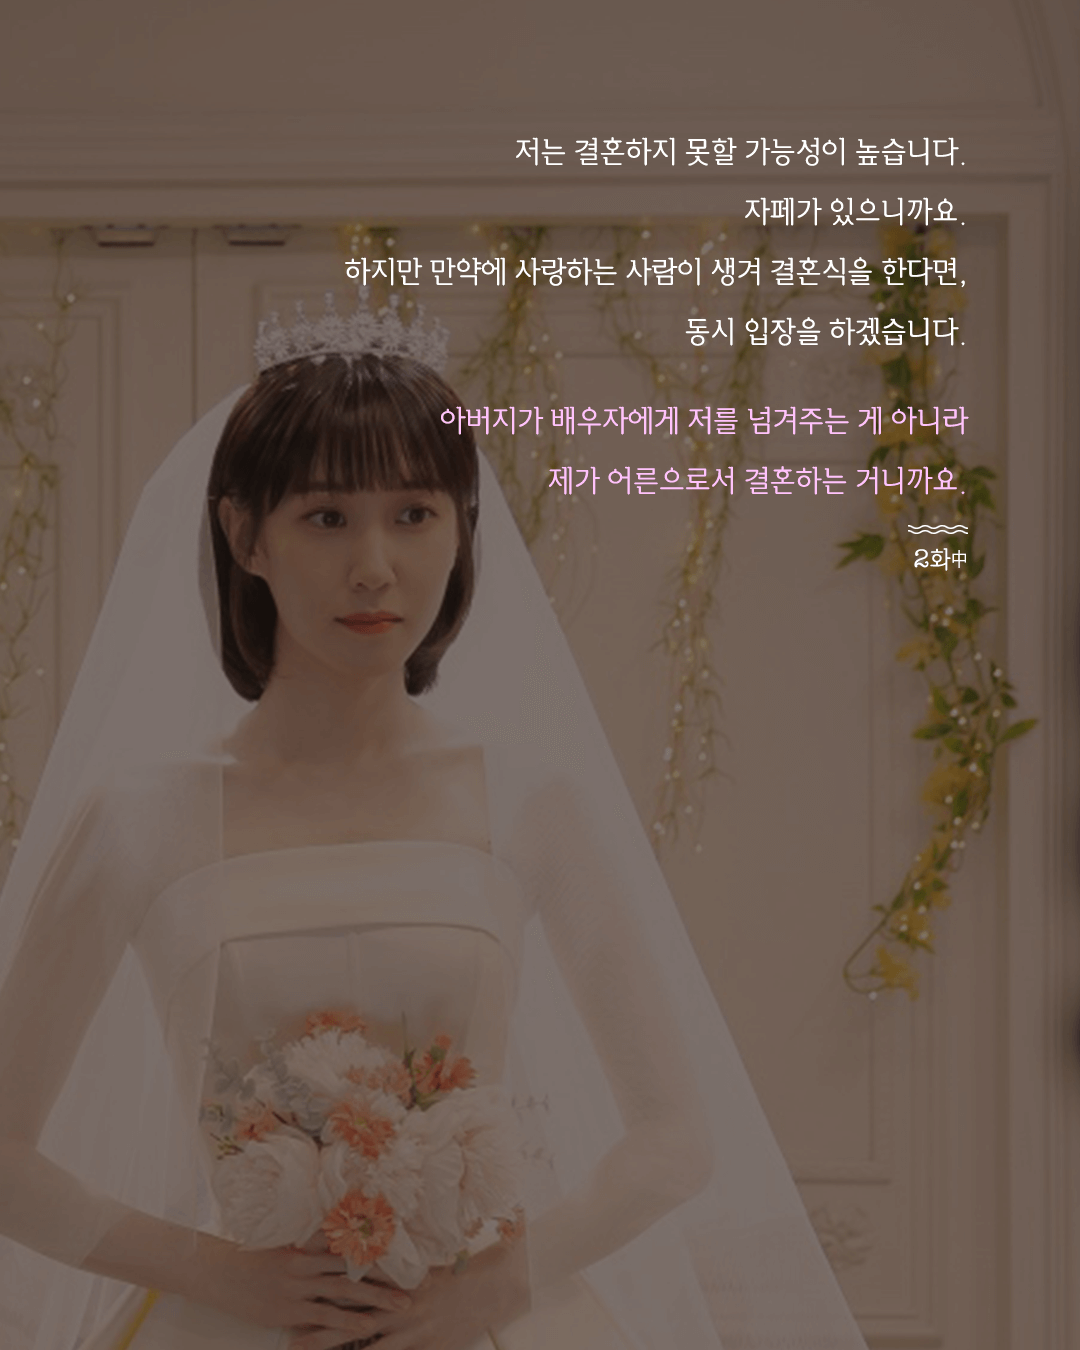 저는 결혼하지 못할 가능성이 높습니다.
자폐가 있으니까요.
하지만 만약에 사랑하는 사람이 생겨 결혼식을 한다면,
동시 입장을 하겠습니다.
아버지가 배우자에게 저를 넘겨주는 게 아니라
제가 어른으로서 결혼하는 거니까요.
2화中